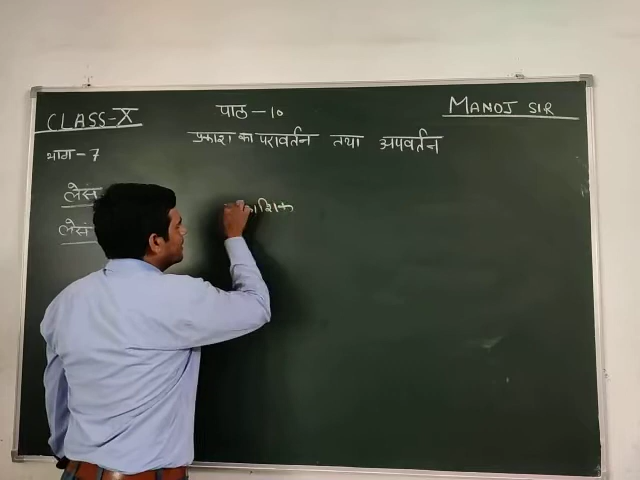 CLASS-X
पाठ-10
MANOJ SIR
प्रकाश का परावर्तन तथा अपवर्तन
भाग-7
लेंस
लेंस